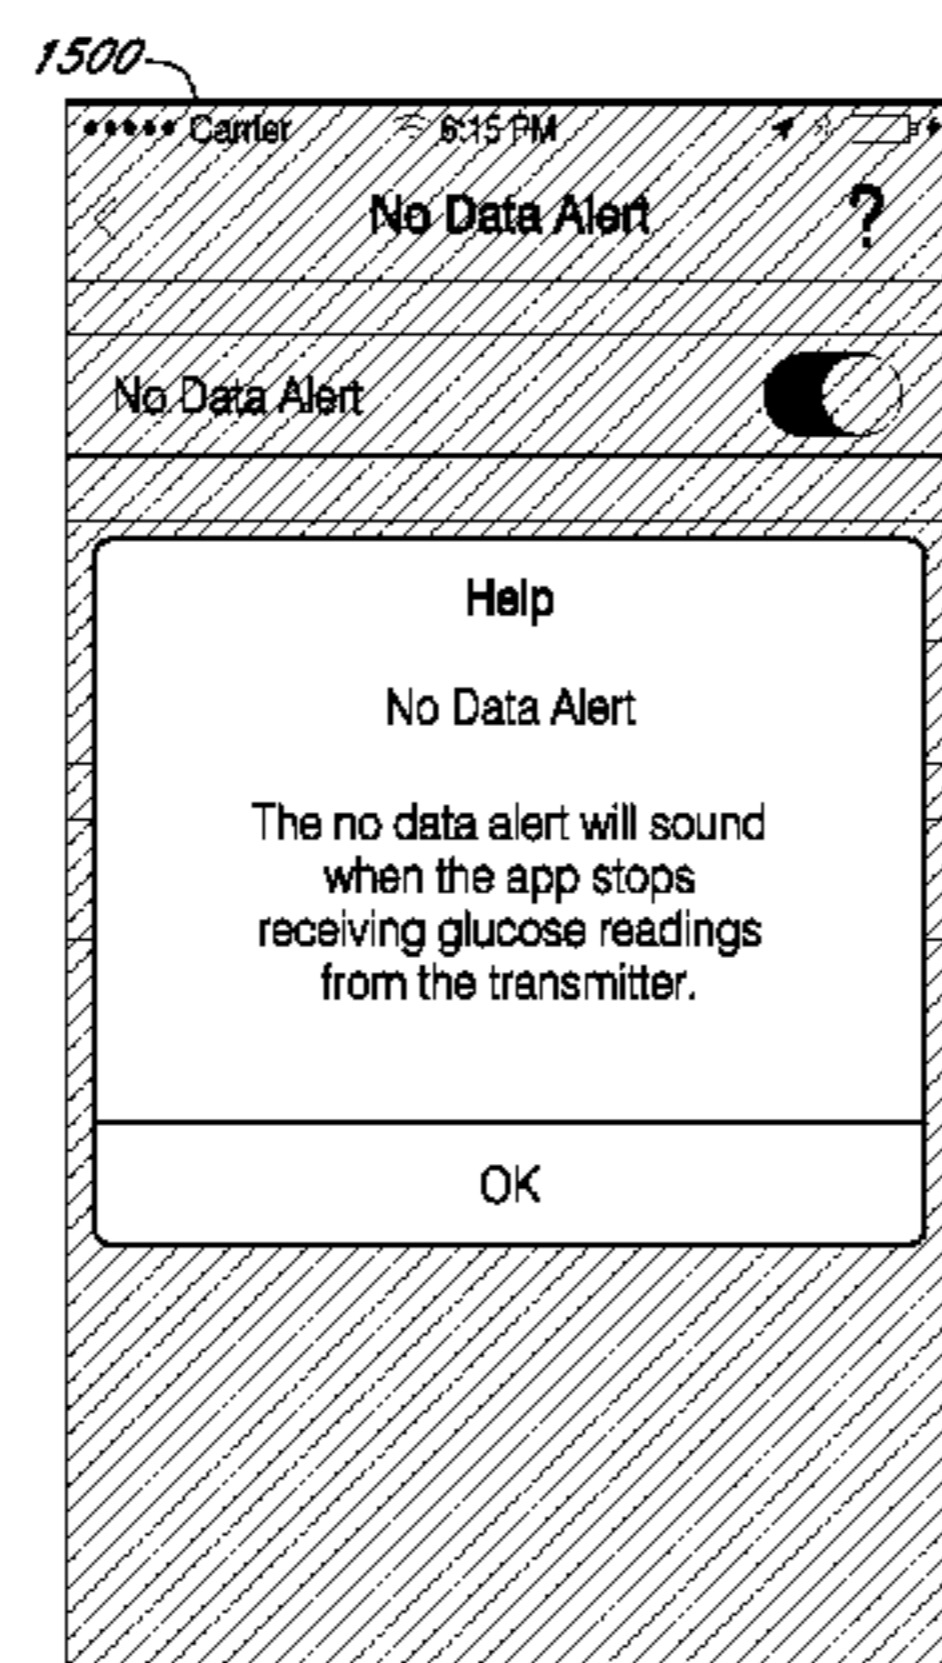 1500
Carrier 6:15 PM
No Data Alert ?
No Data Alert
Help
No Data Alert
The no data alert will sound
when the app stops
receiving glucose readings
from the transmitter.
OK